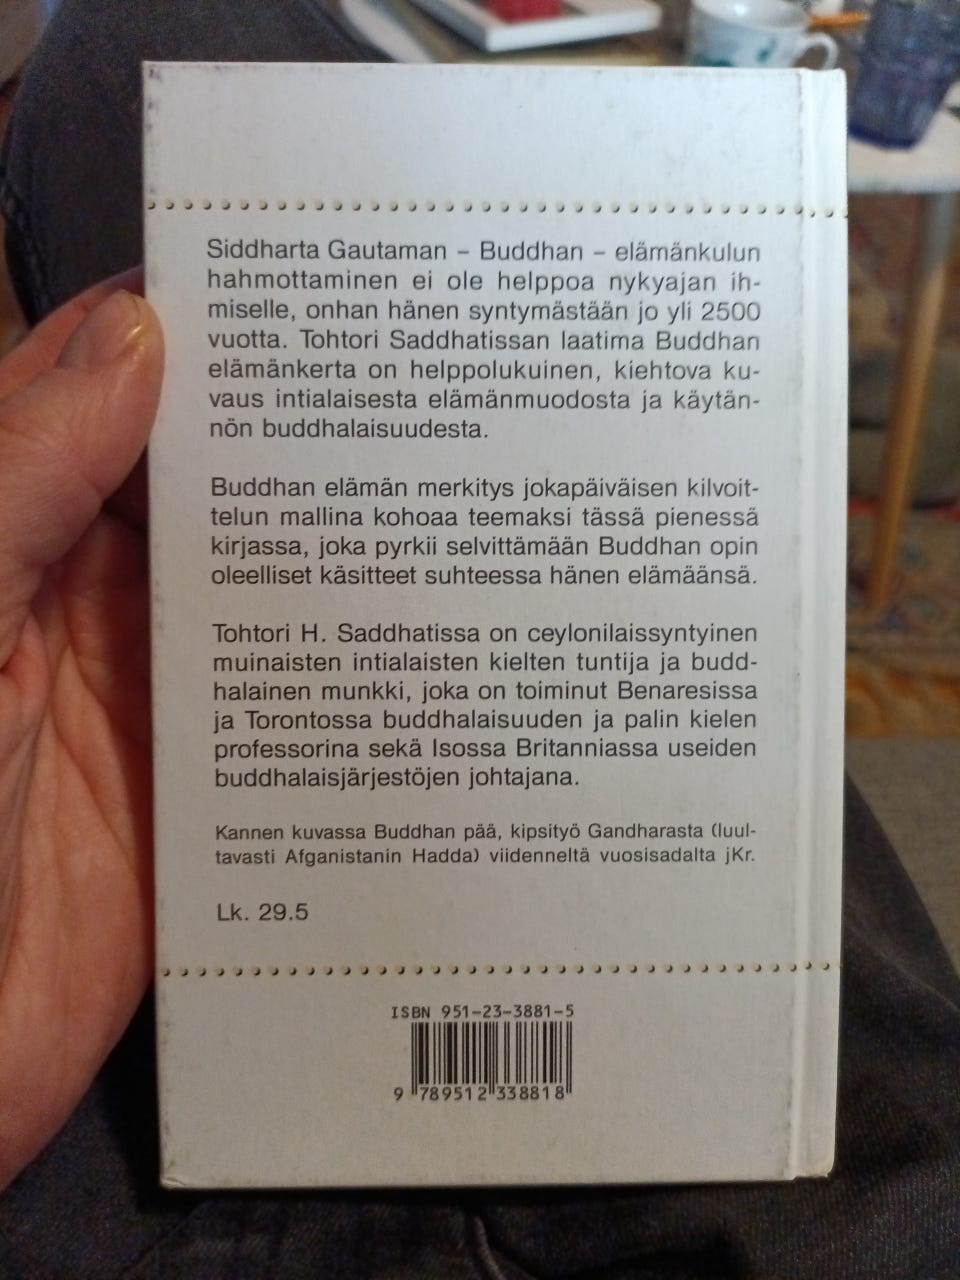 Siddharta Gautaman – Buddhan – elämänkulun
hahmottaminen ei ole helppoa nykyajan ih-
miselle, onhan hänen syntymästään jo yli 2500
vuotta. Tohtori Saddhatissan laatima Buddhan
elämänkerta on helppolukuinen, kiehtova ku-
vaus intialaisesta elämänmuodosta ja käytän-
nön buddhalaisuudesta.
Buddhan elämän merkitys jokapäiväisen kilvoit-
telun mallina kohoaa teemaksi tässä pienessä
kirjassa, joka pyrkii selvittämään Buddhan opin
oleelliset käsitteet suhteessa hänen elämäänsä.
Tohtori H. Saddhatissa on ceylonilaissyntyinen
muinaisten intialaisten kielten tuntija ja budd-
halainen munkki, joka on toiminut Benaresissa
ja Torontossa buddhalaisuuden ja palin kielen
professorina sekä Isossa Britanniassa useiden
buddhalaisjärjestöjen johtajana.
Kannen kuvassa Buddhan pää, kipsityö Gandharasta (luul-
tavasti Afganistanin Hadda) viidenneltä vuosisadalta jKr.
Lk. 29.5
ISBN 951-23-3881-5
9 789512 338818